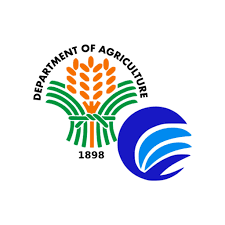 DEPARTMENT OF AGRICULTURE
1898